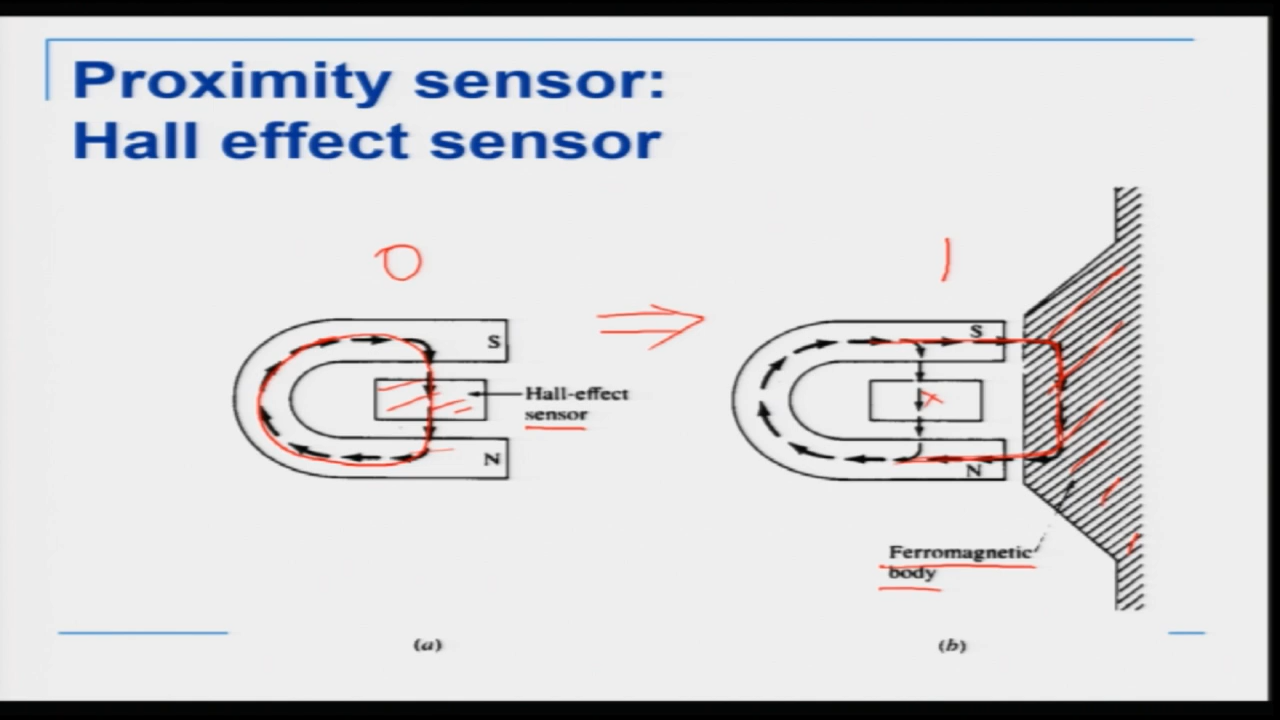 Proximity sensor:
Hall effect sensor
0
1
S
Hall-effect
sensor
N
S
N
Ferromagnetic
body
(a)
(b)